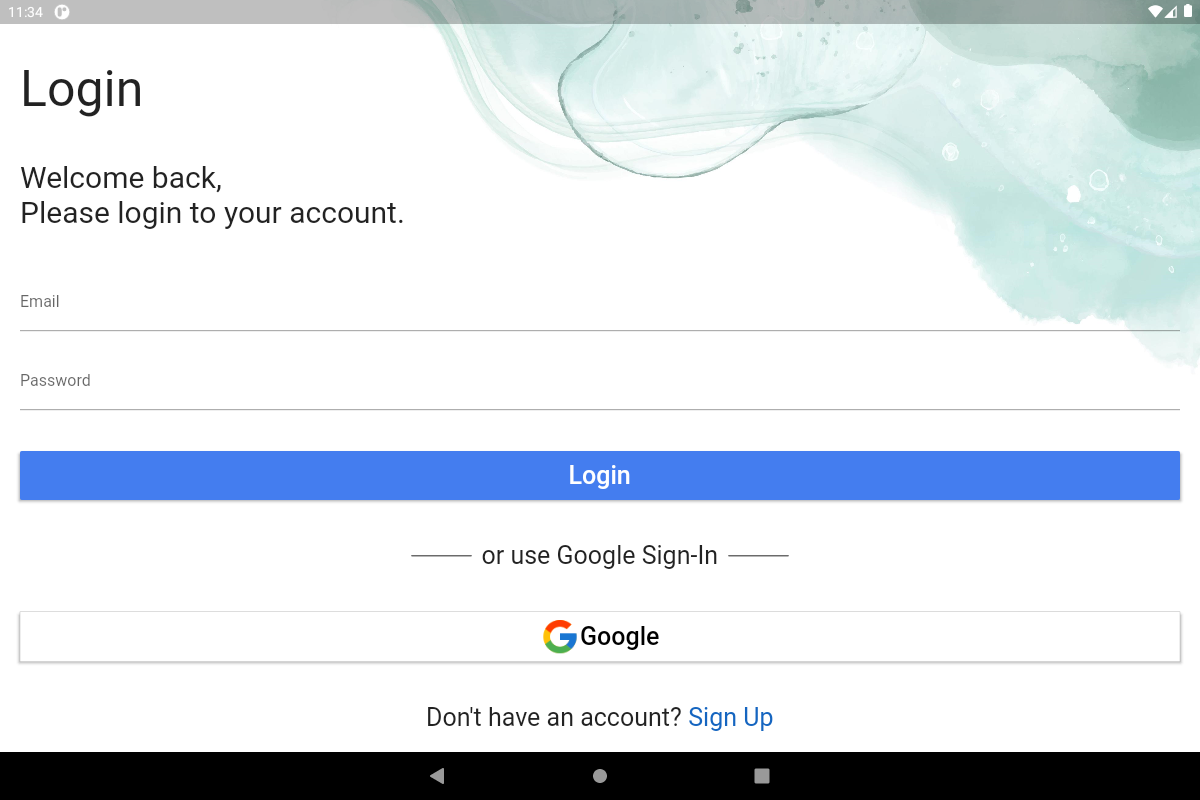 11:34
Login
Welcome back,
Please login to your account.
Email
Password
Login
or use Google Sign-In
Google
Don't have an account? Sign Up